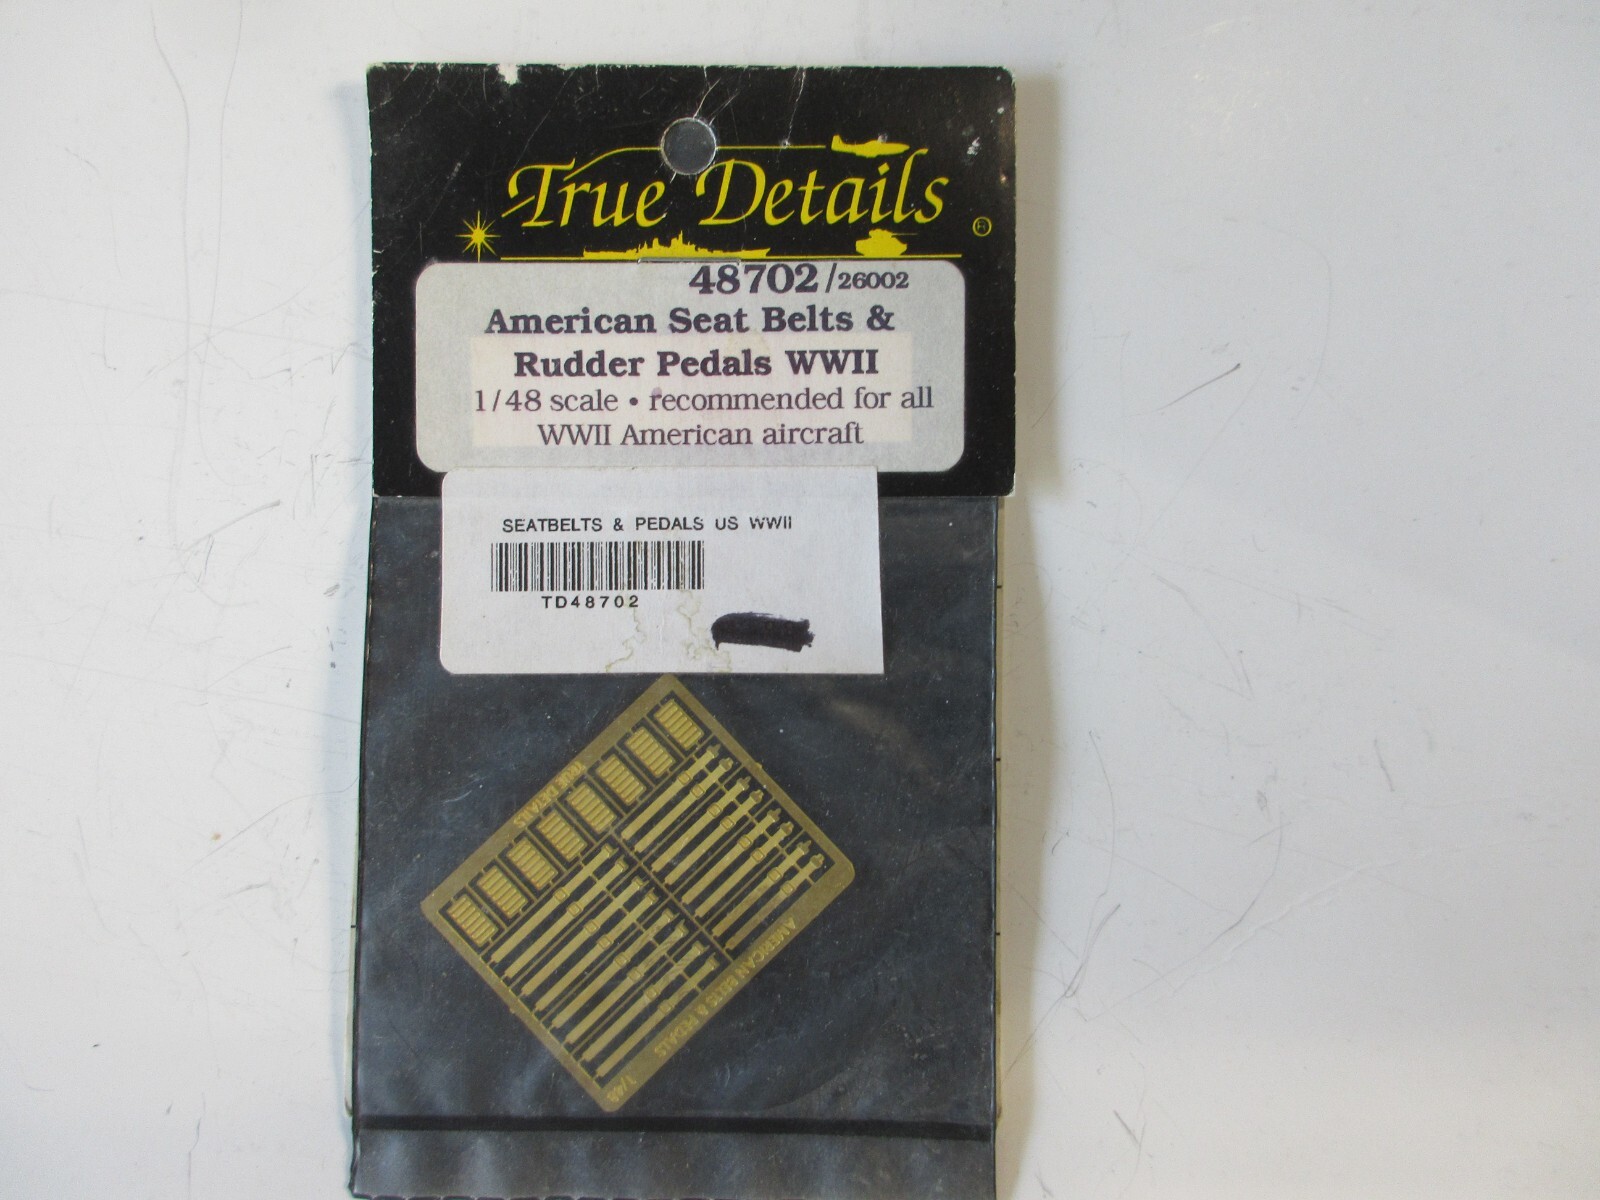 True Details
48702/26002
American Seat Belts &
Rudder Pedals WWII
1/48 scale • recommended for all
WWII American aircraft
SEATBELTS & PEDALS US WWII
TD48702
TRUE DETAILS
AMERICAN BELTS & PEDALS
1/48